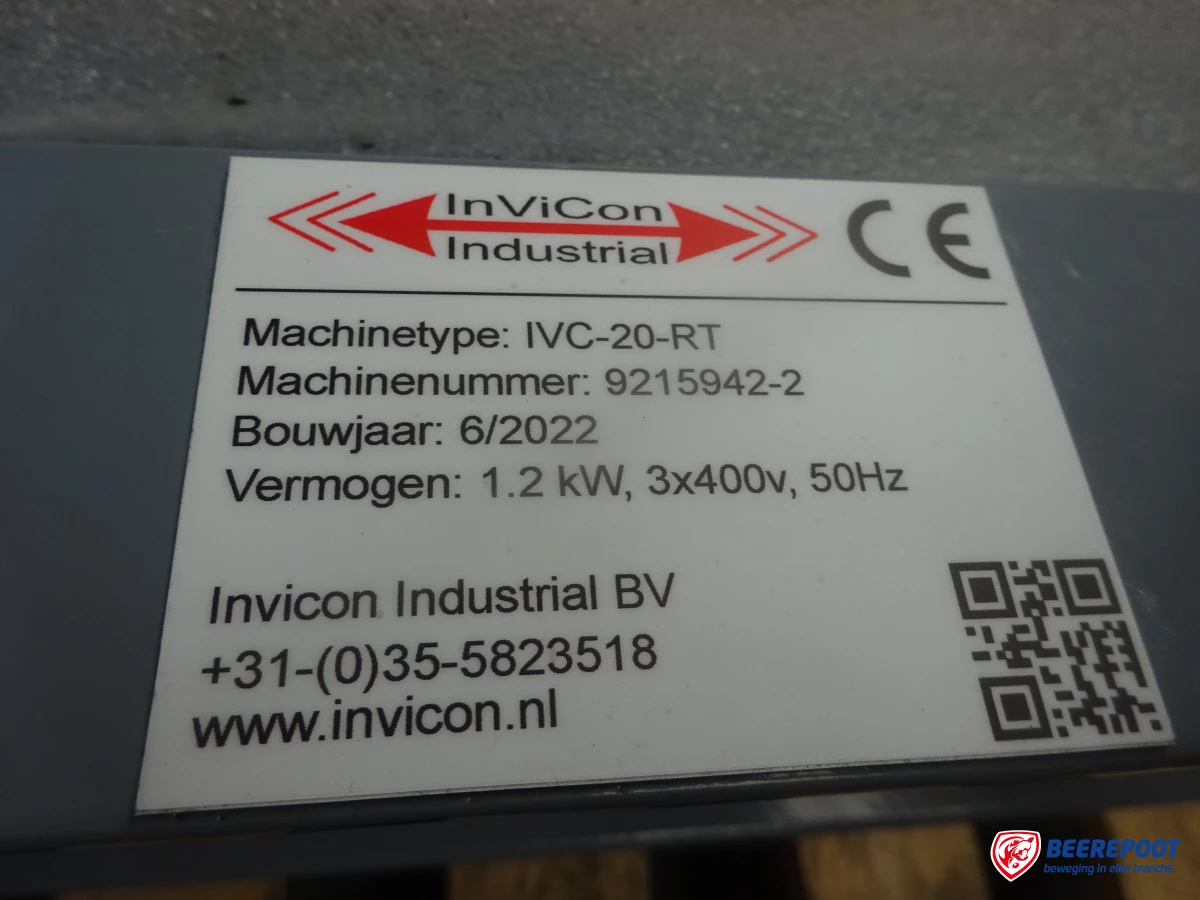 InViCon
Industrial
CE
Machinetype: IVC-20-RT
Machinenummer: 9215942-2
Bouwjaar: 6/2022
Vermogen: 1.2 kW, 3x400v, 50Hz
Invicon Industrial BV
+31-(0)35-5823518
www.invicon.nl
BEEREPOOT
beweging in elke branche.